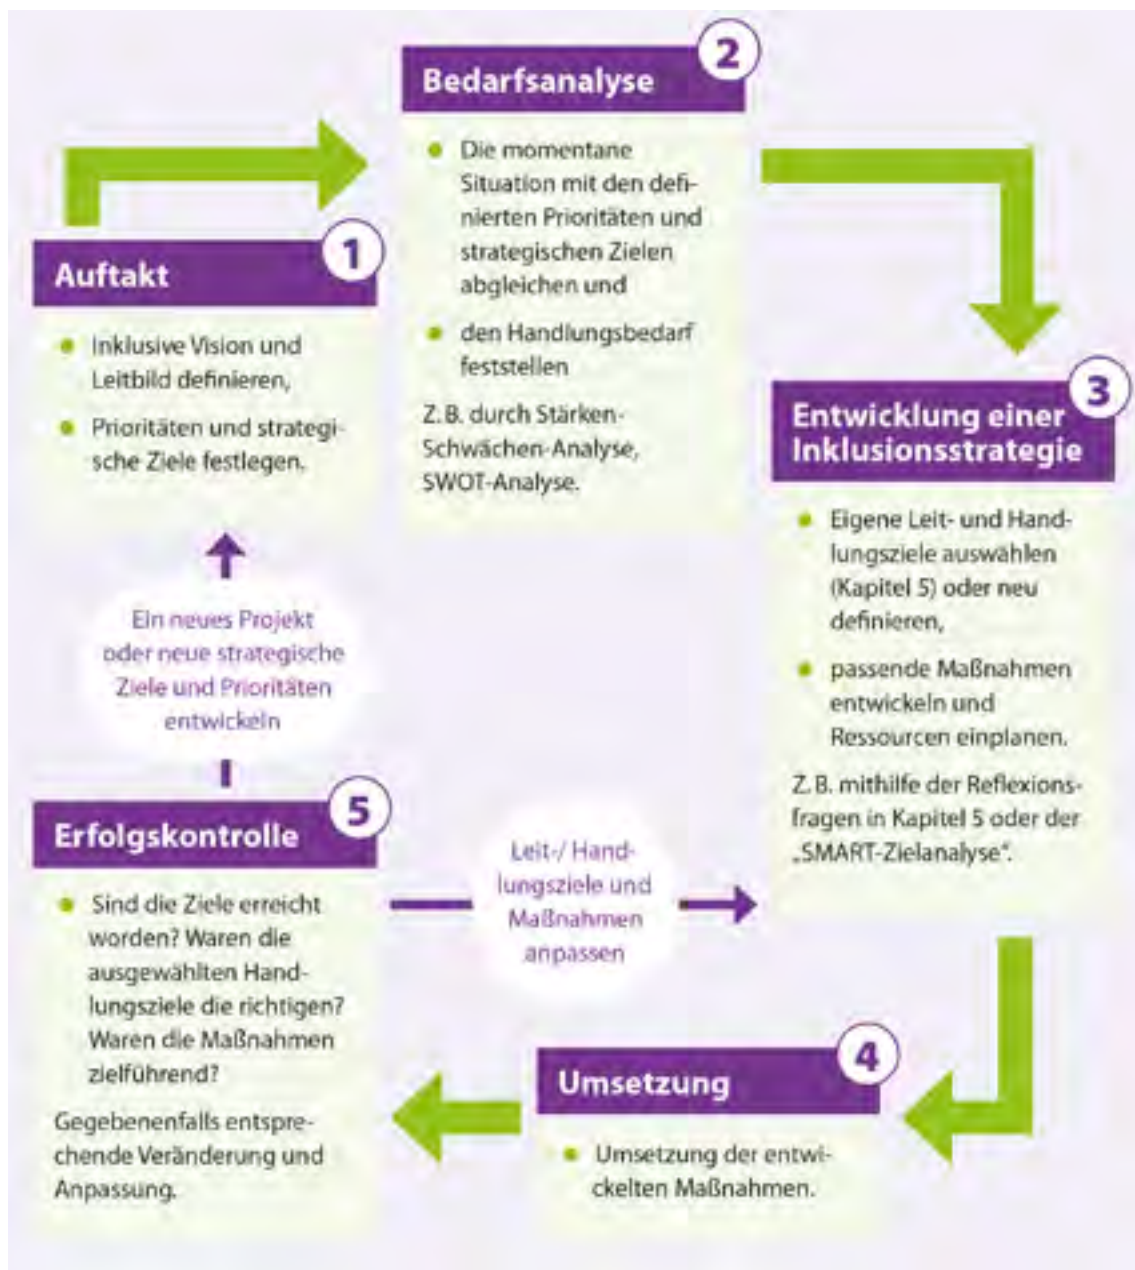 1
Auftakt
Inklusive Vision und
Leitbild definieren,
Prioritäten und strategi-
sche Ziele festlegen.
2
Bedarfsanalyse
Die momentane
Situation mit den defi-
nierten Prioritäten und
strategischen Zielen
abgleichen und
den Handlungsbedarf
feststellen
Z. B. durch Stärken-
Schwächen-Analyse,
SWOT-Analyse.
3
Entwicklung einer
Inklusionsstrategie
Eigene Leit- und Hand-
lungsziele auswählen
(Kapitel 5) oder neu
definieren,
passende Maßnahmen
entwickeln und
Ressourcen einplanen.
Z. B. mithilfe der Reflexions-
fragen in Kapitel 5 oder der
„SMART-Zielanalyse“.
4
Umsetzung
Umsetzung der entwi-
ckelten Maßnahmen.
5
Erfolgskontrolle
Sind die Ziele erreicht
worden? Waren die
ausgewählten Hand-
lungsziele die richtigen?
Waren die Maßnahmen
zielführend?
Gegebenenfalls entspre-
chende Veränderung und
Anpassung.
Leit-/ Hand-
lungsziele und
Maßnahmen
anpassen
Ein neues Projekt
oder neue strategische
Ziele und Prioritäten
entwickeln